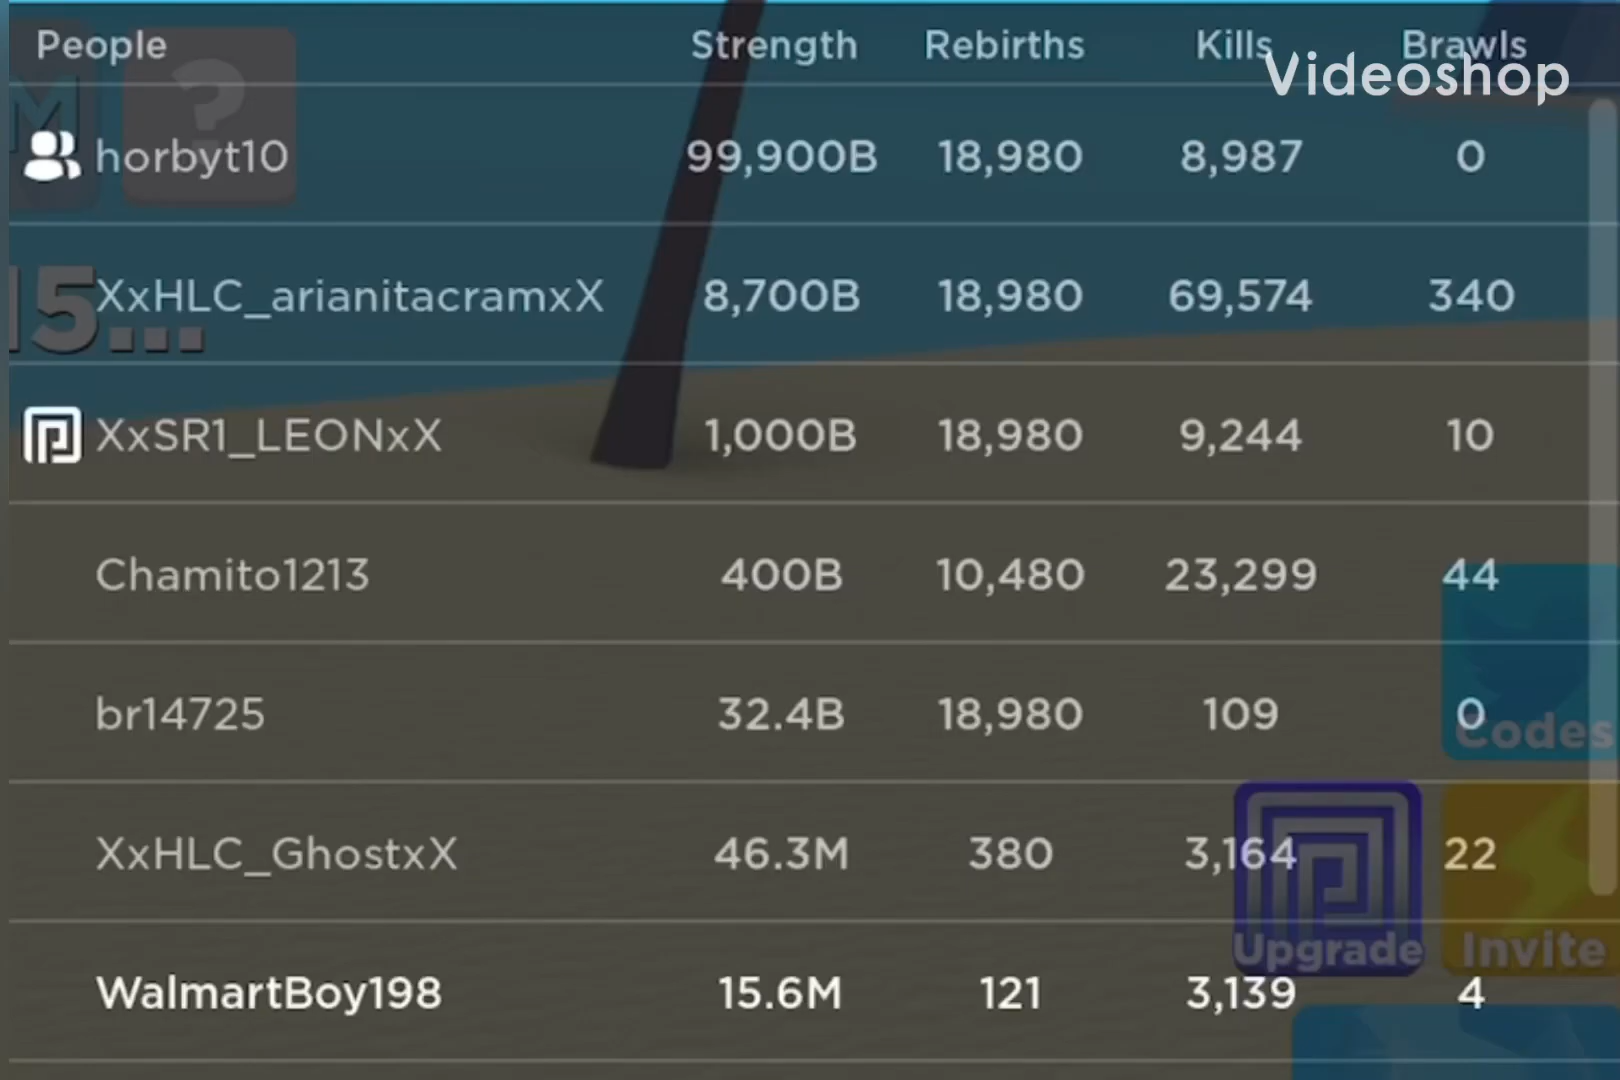 People Strength Rebirths Kills Brawls
Videoshop
?
M
horbyt10 99,900B 18,980 8,987 0
XxHLC_arianitacramxX 8,700B 18,980 69,574 340
15...
XxSR1_LEONxX 1,000B 18,980 9,244 10
Chamito1213 400B 10,480 23,299 44
br14725 32.4B 18,980 109 0
Codes
XxHLC_GhostxX 46.3M 380 3,164 22
Upgrade Invite
WalmartBoy198 15.6M 121 3,139 4